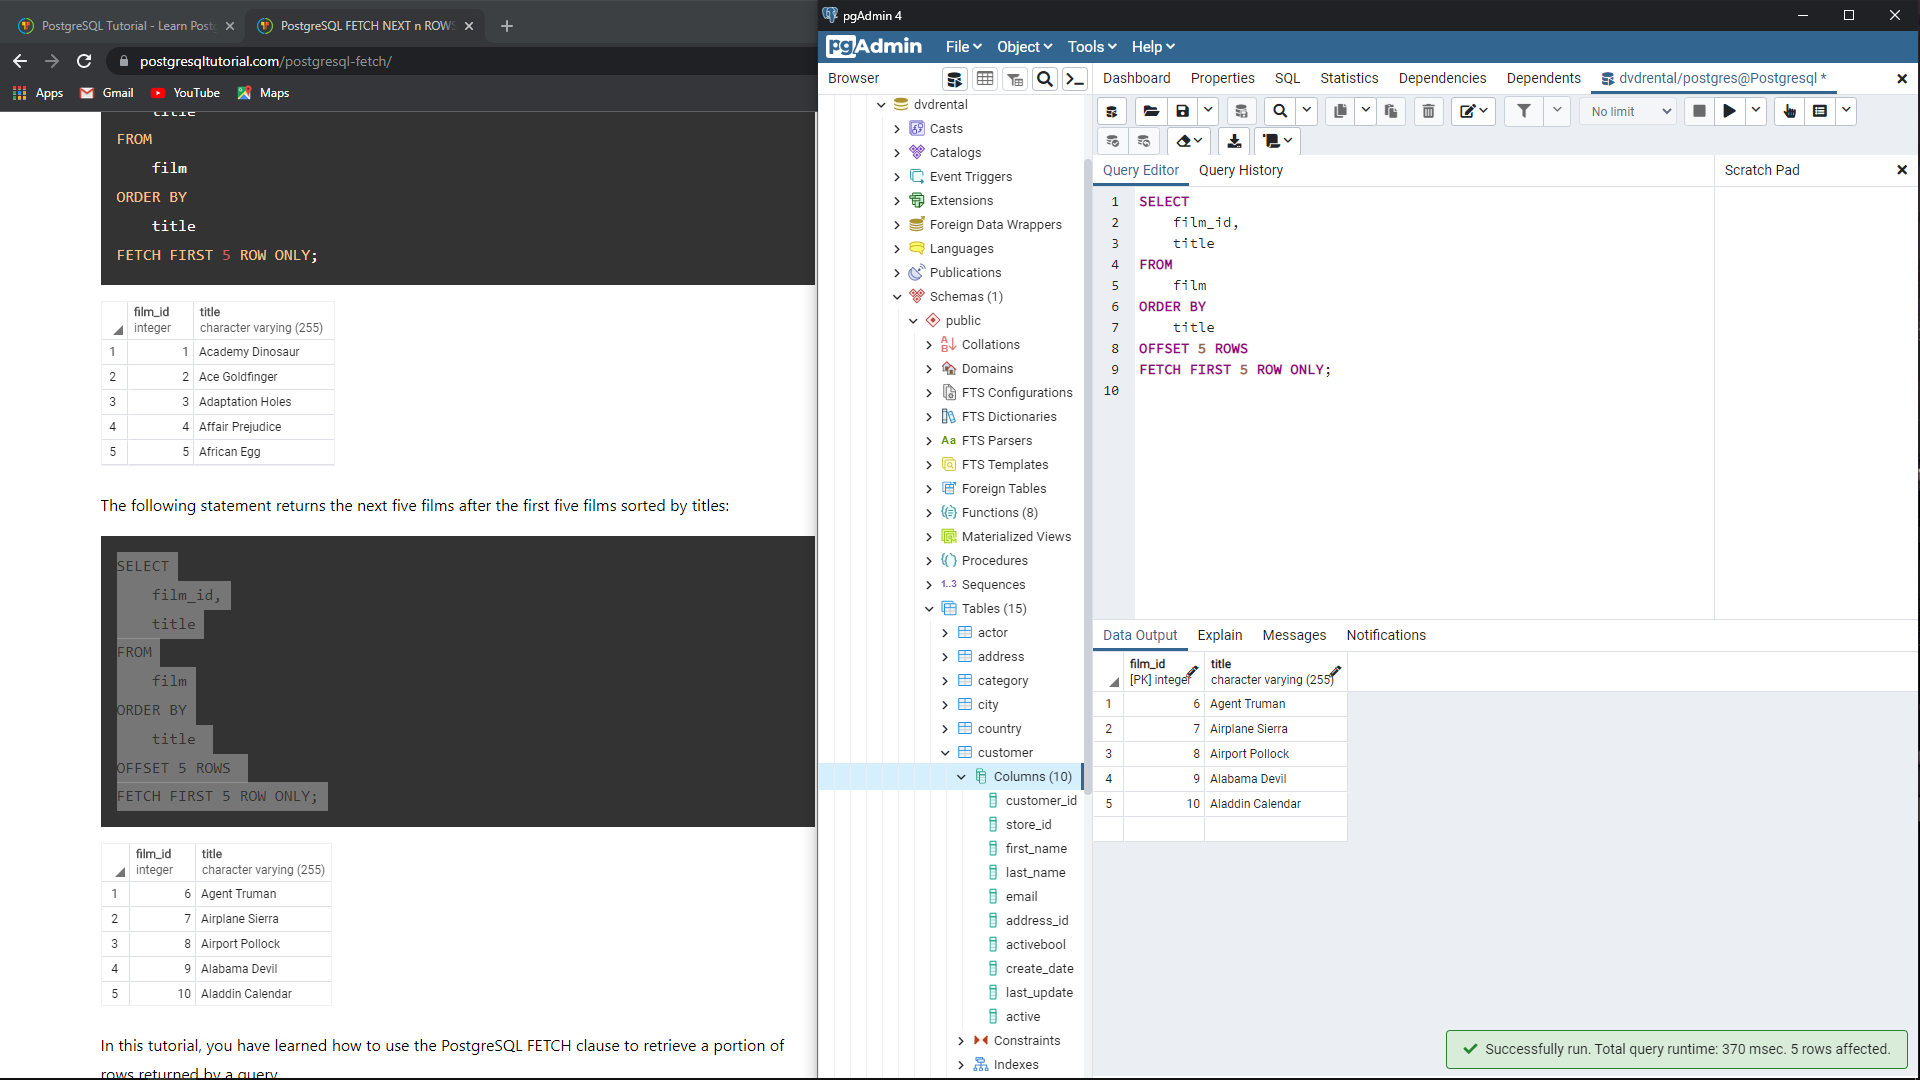 PostgreSQL Tutorial - Learn Post
PostgreSQL FETCH NEXT n ROWS
postgresqltutorial.com/postgresql-fetch/
Apps
Gmail
YouTube
Maps
title
FROM
film
ORDER BY
title
FETCH FIRST 5 ROW ONLY;
film_id title
integer character varying (255)
1 1 Academy Dinosaur
2 2 Ace Goldfinger
3 3 Adaptation Holes
4 4 Affair Prejudice
5 5 African Egg
The following statement returns the next five films after the first five films sorted by titles:
SELECT
film_id,
title
FROM
film
ORDER BY
title
OFFSET 5 ROWS
FETCH FIRST 5 ROW ONLY;
film_id title
integer character varying (255)
1 6 Agent Truman
2 7 Airplane Sierra
3 8 Airport Pollock
4 9 Alabama Devil
5 10 Aladdin Calendar
In this tutorial, you have learned how to use the PostgreSQL FETCH clause to retrieve a portion of
rows returned by a query
pgAdmin 4
pgAdmin File Object Tools Help
Browser
dvdrental
Casts
Catalogs
Event Triggers
Extensions
Foreign Data Wrappers
Languages
Publications
Schemas (1)
public
Collations
Domains
FTS Configurations
FTS Dictionaries
Aa FTS Parsers
FTS Templates
Foreign Tables
Functions (8)
Materialized Views
Procedures
1..3 Sequences
Tables (15)
actor
address
category
city
country
customer
Columns (10)
customer_id
store_id
first_name
last_name
email
address_id
activebool
create_date
last_update
active
Constraints
Indexes
Dashboard Properties SQL Statistics Dependencies Dependents dvdrental/postgres@Postgresql *
No limit
Query Editor Query History
Scratch Pad
1 SELECT
2 film_id,
3 title
4 FROM
5 film
6 ORDER BY
7 title
8 OFFSET 5 ROWS
9 FETCH FIRST 5 ROW ONLY;
10
Data Output Explain Messages Notifications
film_id title
[PK] integer character varying (255)
1 6 Agent Truman
2 7 Airplane Sierra
3 8 Airport Pollock
4 9 Alabama Devil
5 10 Aladdin Calendar
Successfully run. Total query runtime: 370 msec. 5 rows affected.